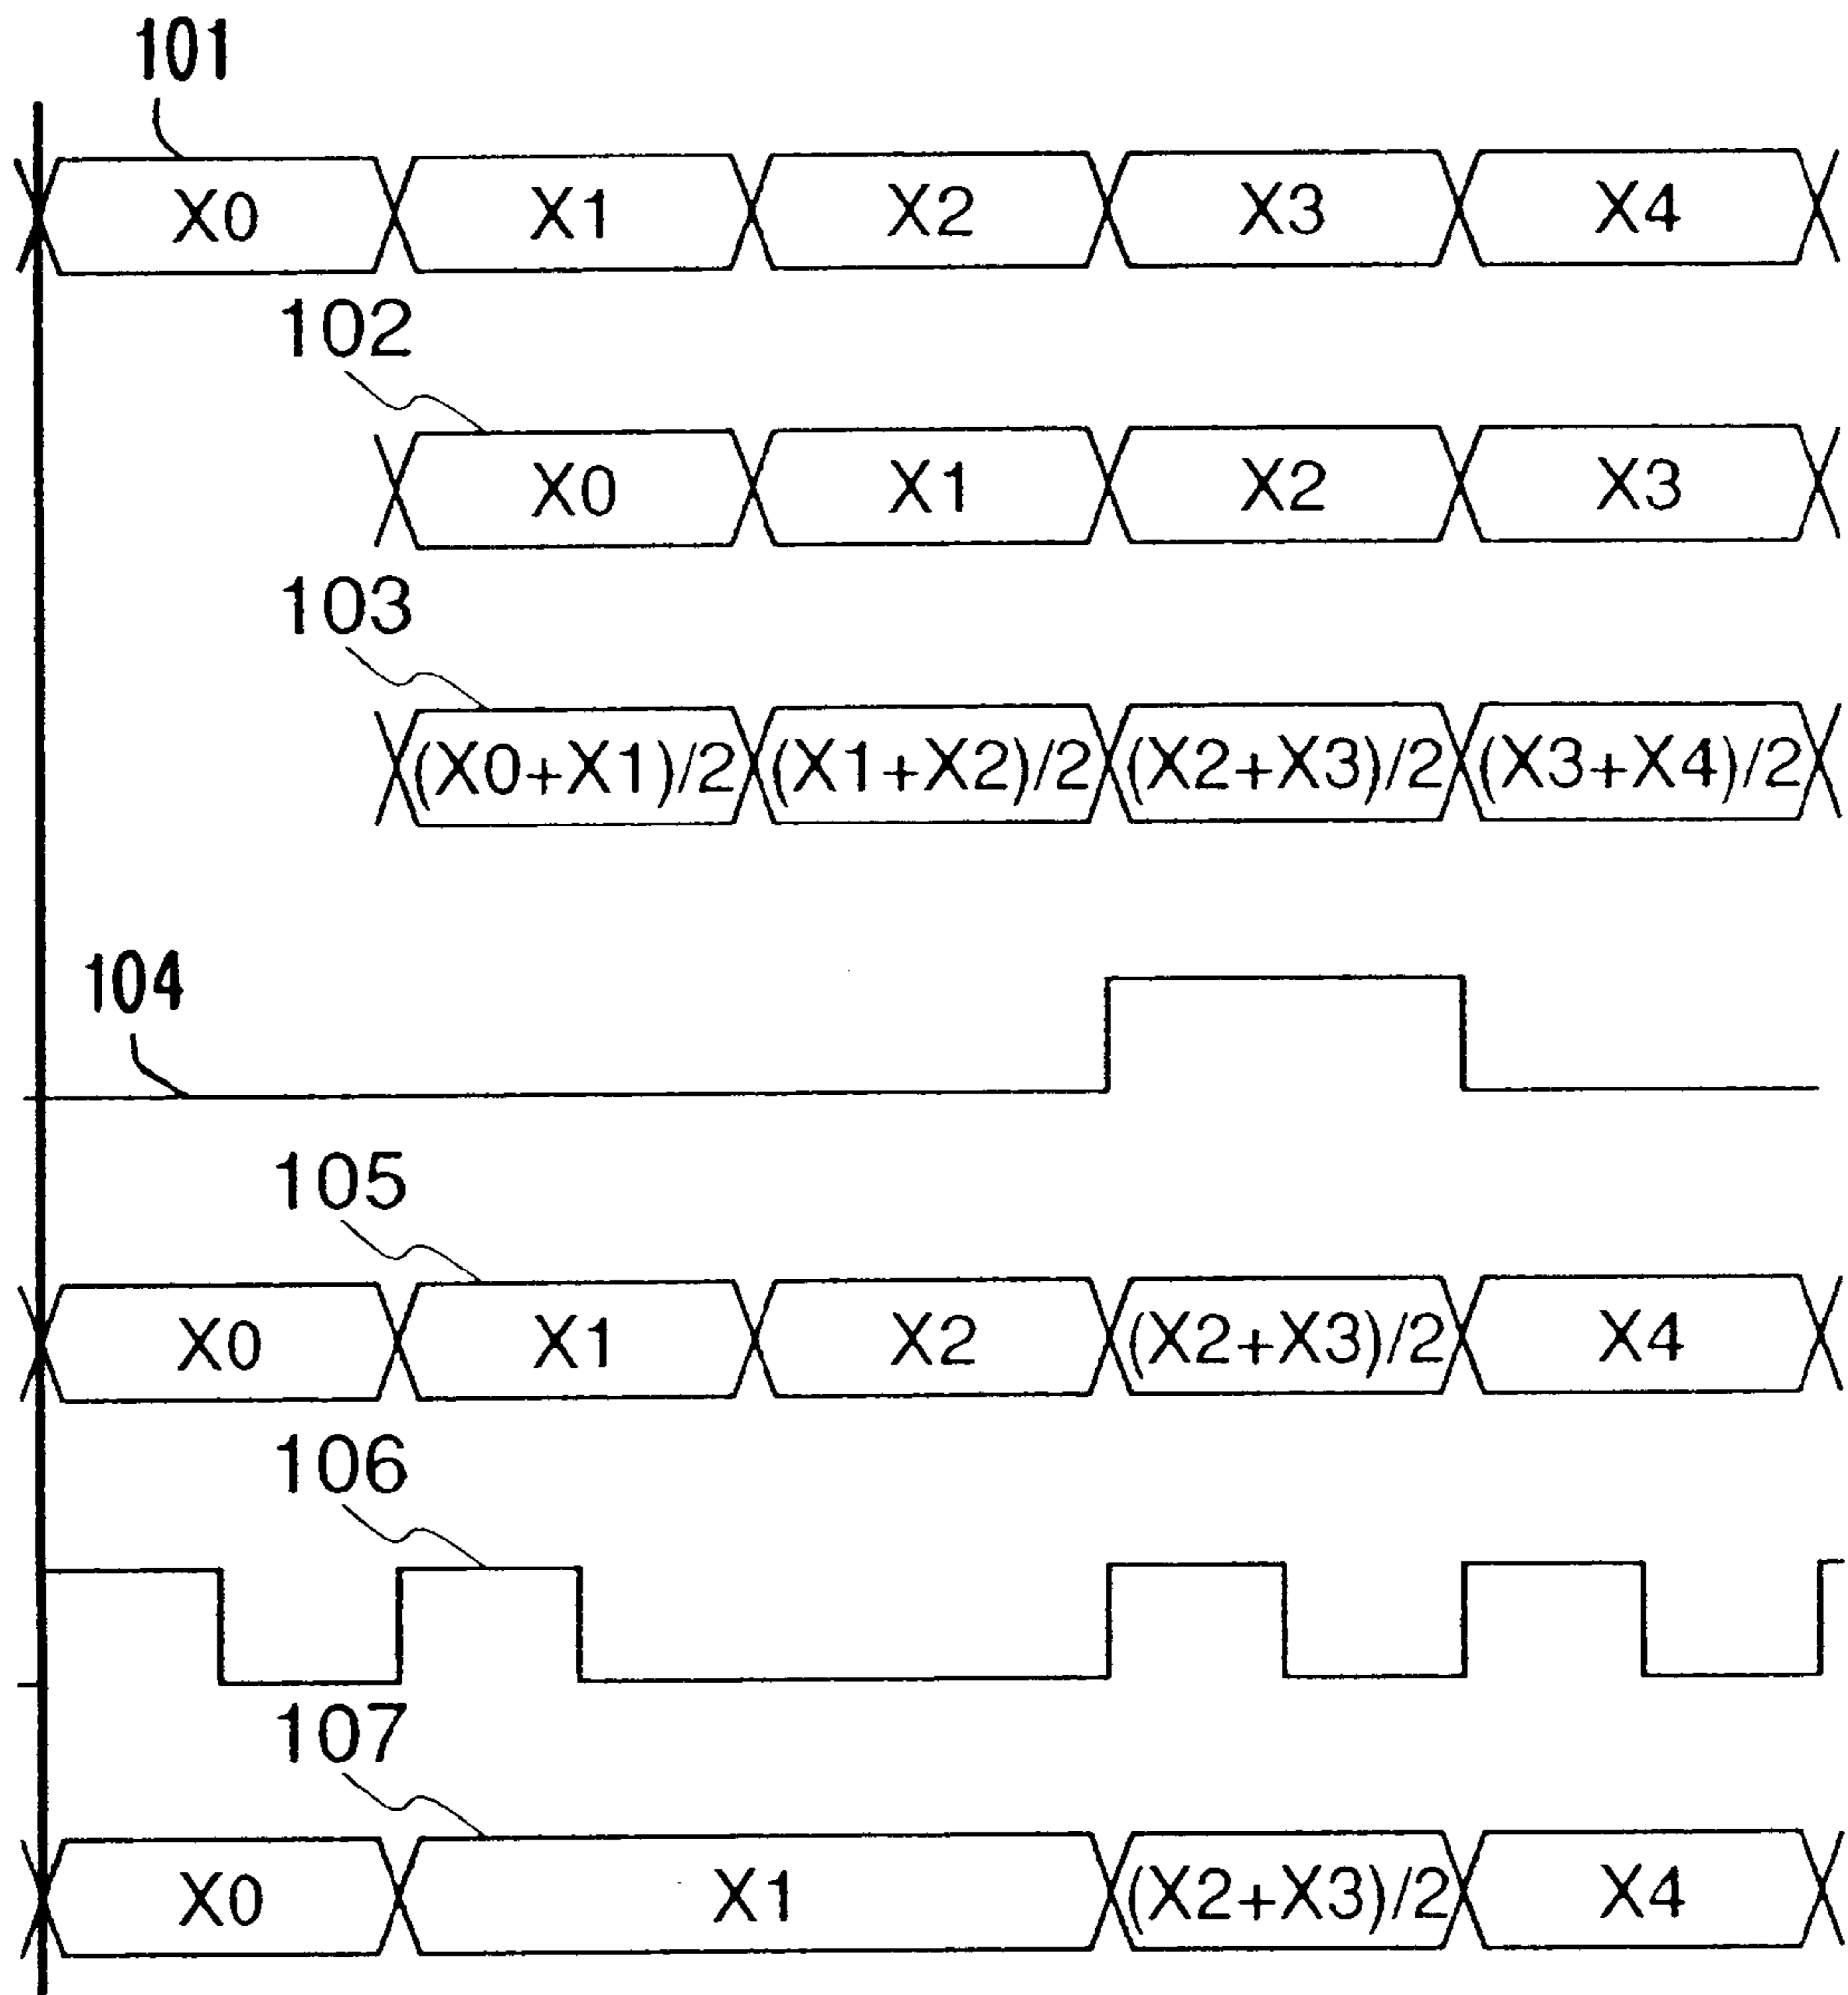 101
X0 X1 X2 X3 X4
102
X0 X1 X2 X3
103
(X0+X1)/2 (X1+X2)/2 (X2+X3)/2 (X3+X4)/2
104
105
X0 X1 X2 (X2+X3)/2 X4
106
107
X0 X1 (X2+X3)/2 X4